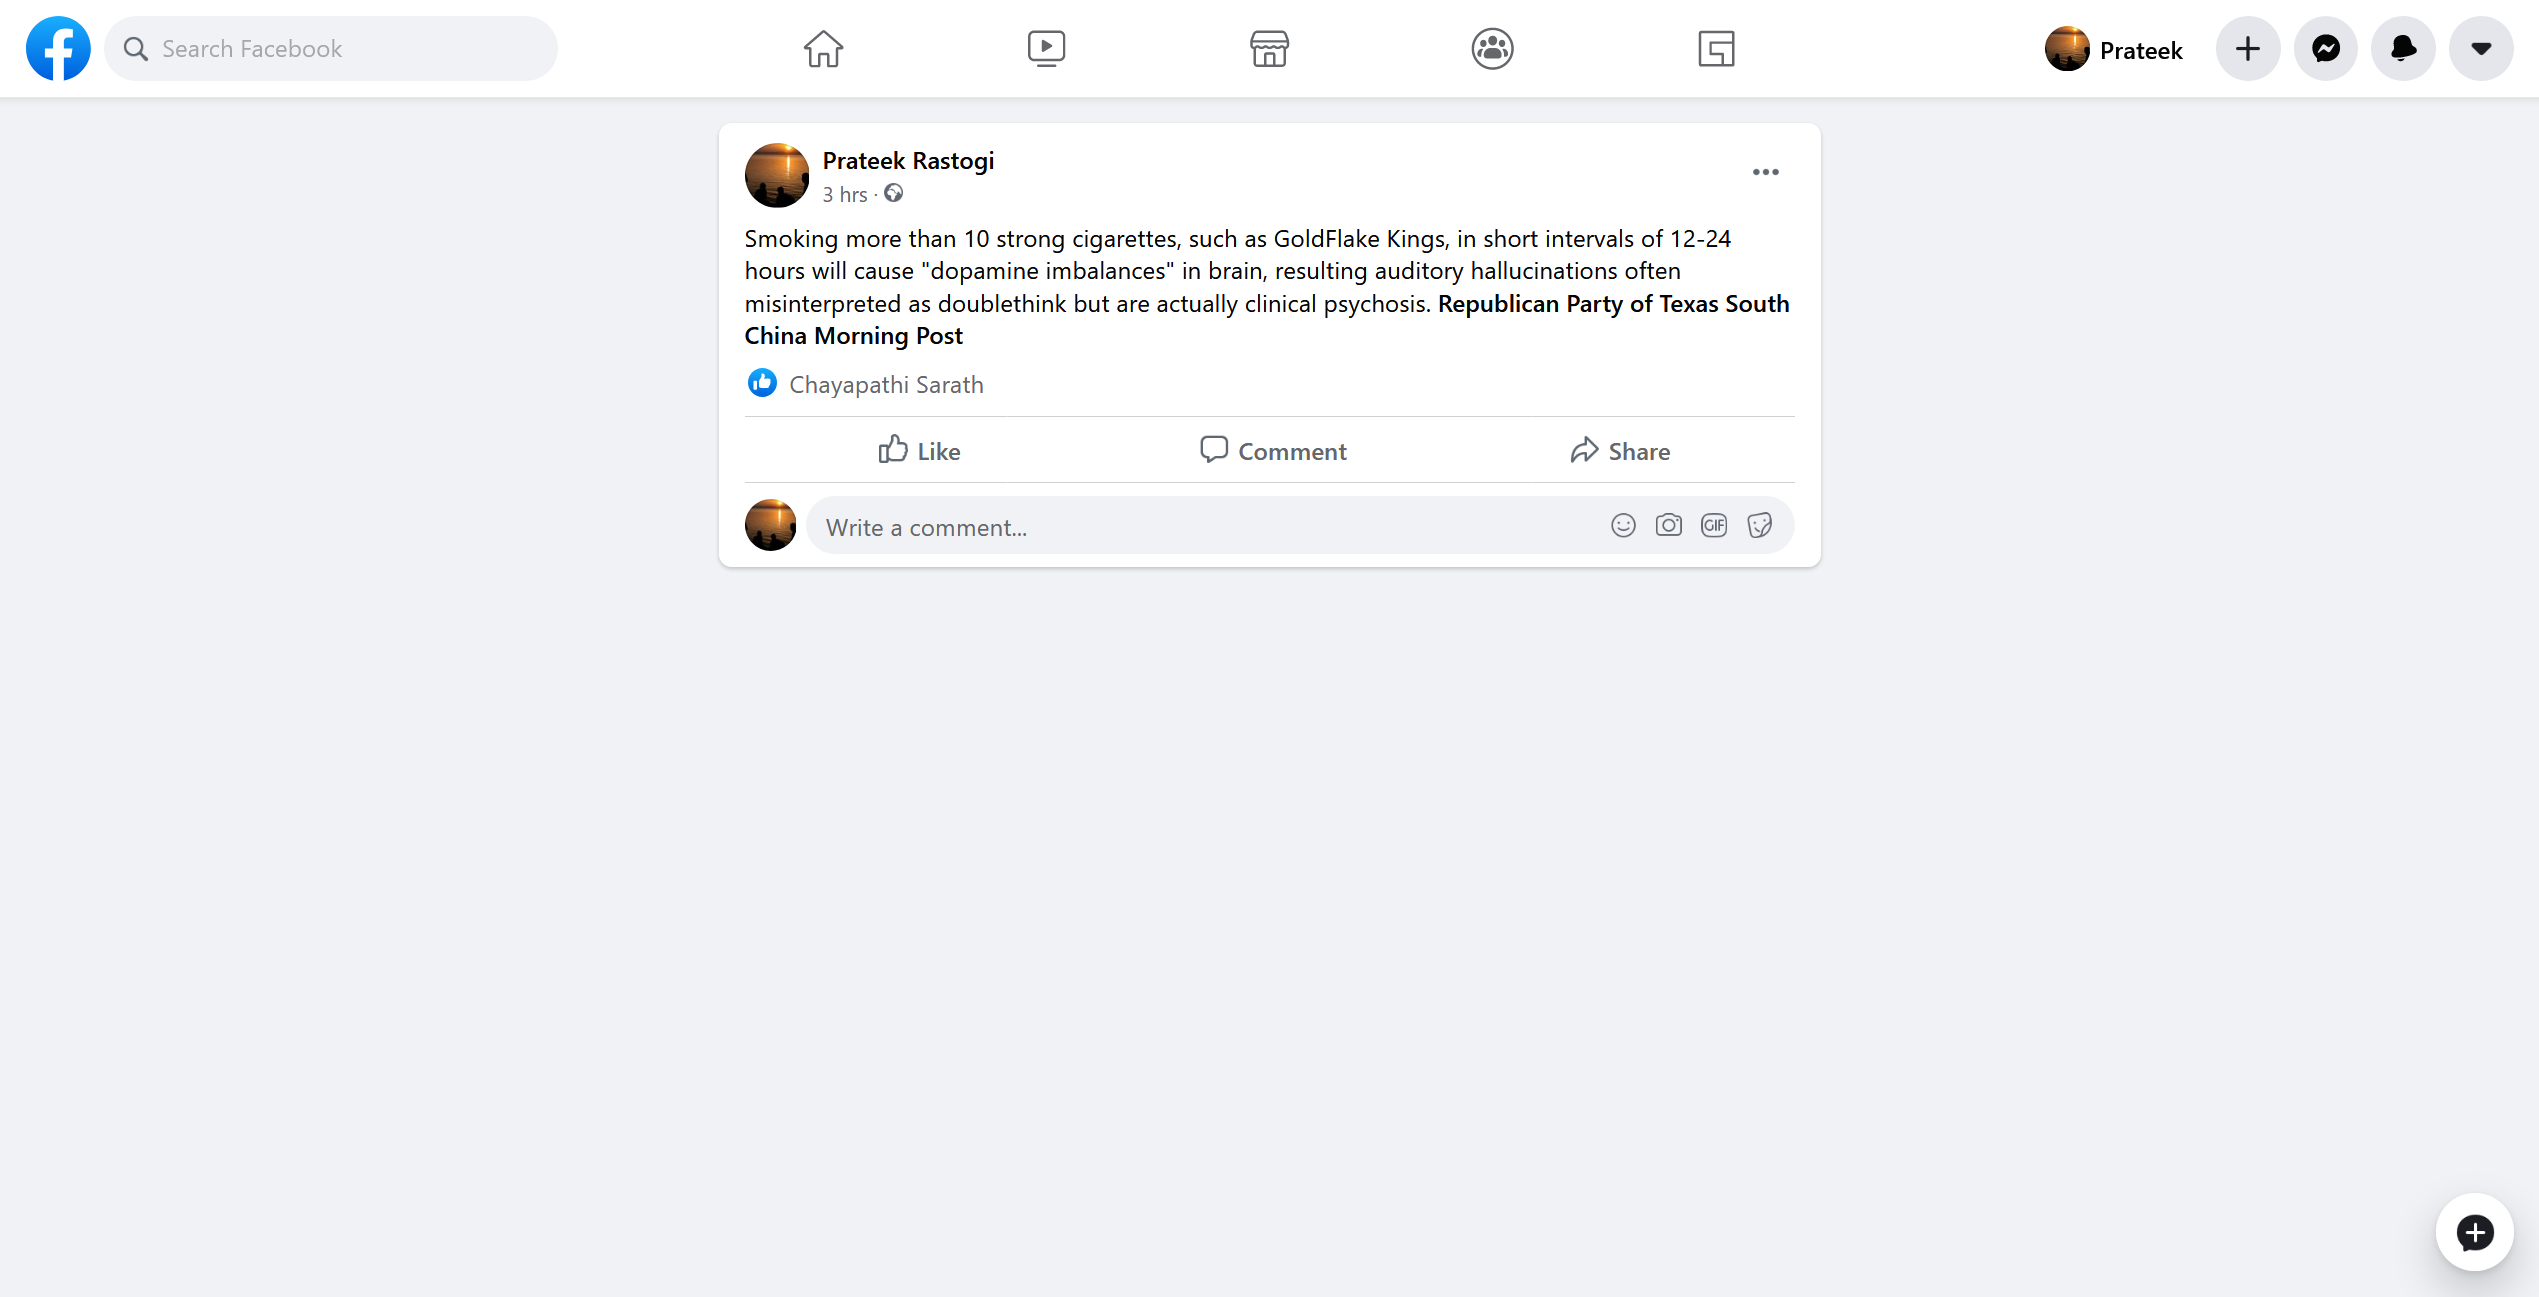 Search Facebook
Prateek
Prateek Rastogi
3 hrs ·
Smoking more than 10 strong cigarettes, such as GoldFlake Kings, in short intervals of 12-24
hours will cause "dopamine imbalances" in brain, resulting auditory hallucinations often
misinterpreted as doublethink but are actually clinical psychosis. Republican Party of Texas South
China Morning Post
Chayapathi Sarath
Like
Comment
Share
Write a comment...
GIF